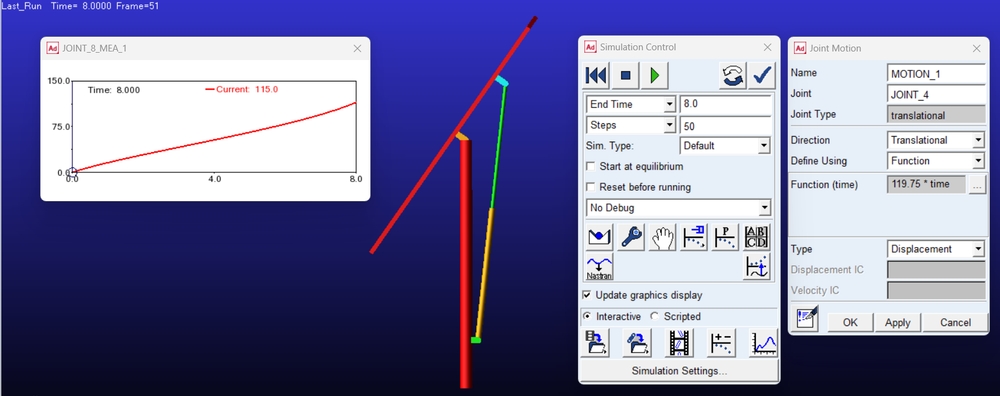 Last_Run Time= 8.0000 Frame=51
Ad JOINT_8_MEA_1
150.0
Time: 8.000 Current: 115.0
75.0
0.0
0.0 4.0 8.0
Ad Simulation Control
End Time 8.0
Steps 50
Sim. Type: Default
Start at equilibrium
Reset before running
No Debug
P
A B
C D
Nastran
Update graphics display
Interactive Scripted
Simulation Settings...
Ad Joint Motion
Name MOTION_1
Joint JOINT_4
Joint Type translational
Direction Translational
Define Using Function
Function (time) 119.75 * time ...
Type Displacement
Displacement IC
Velocity IC
OK Apply Cancel